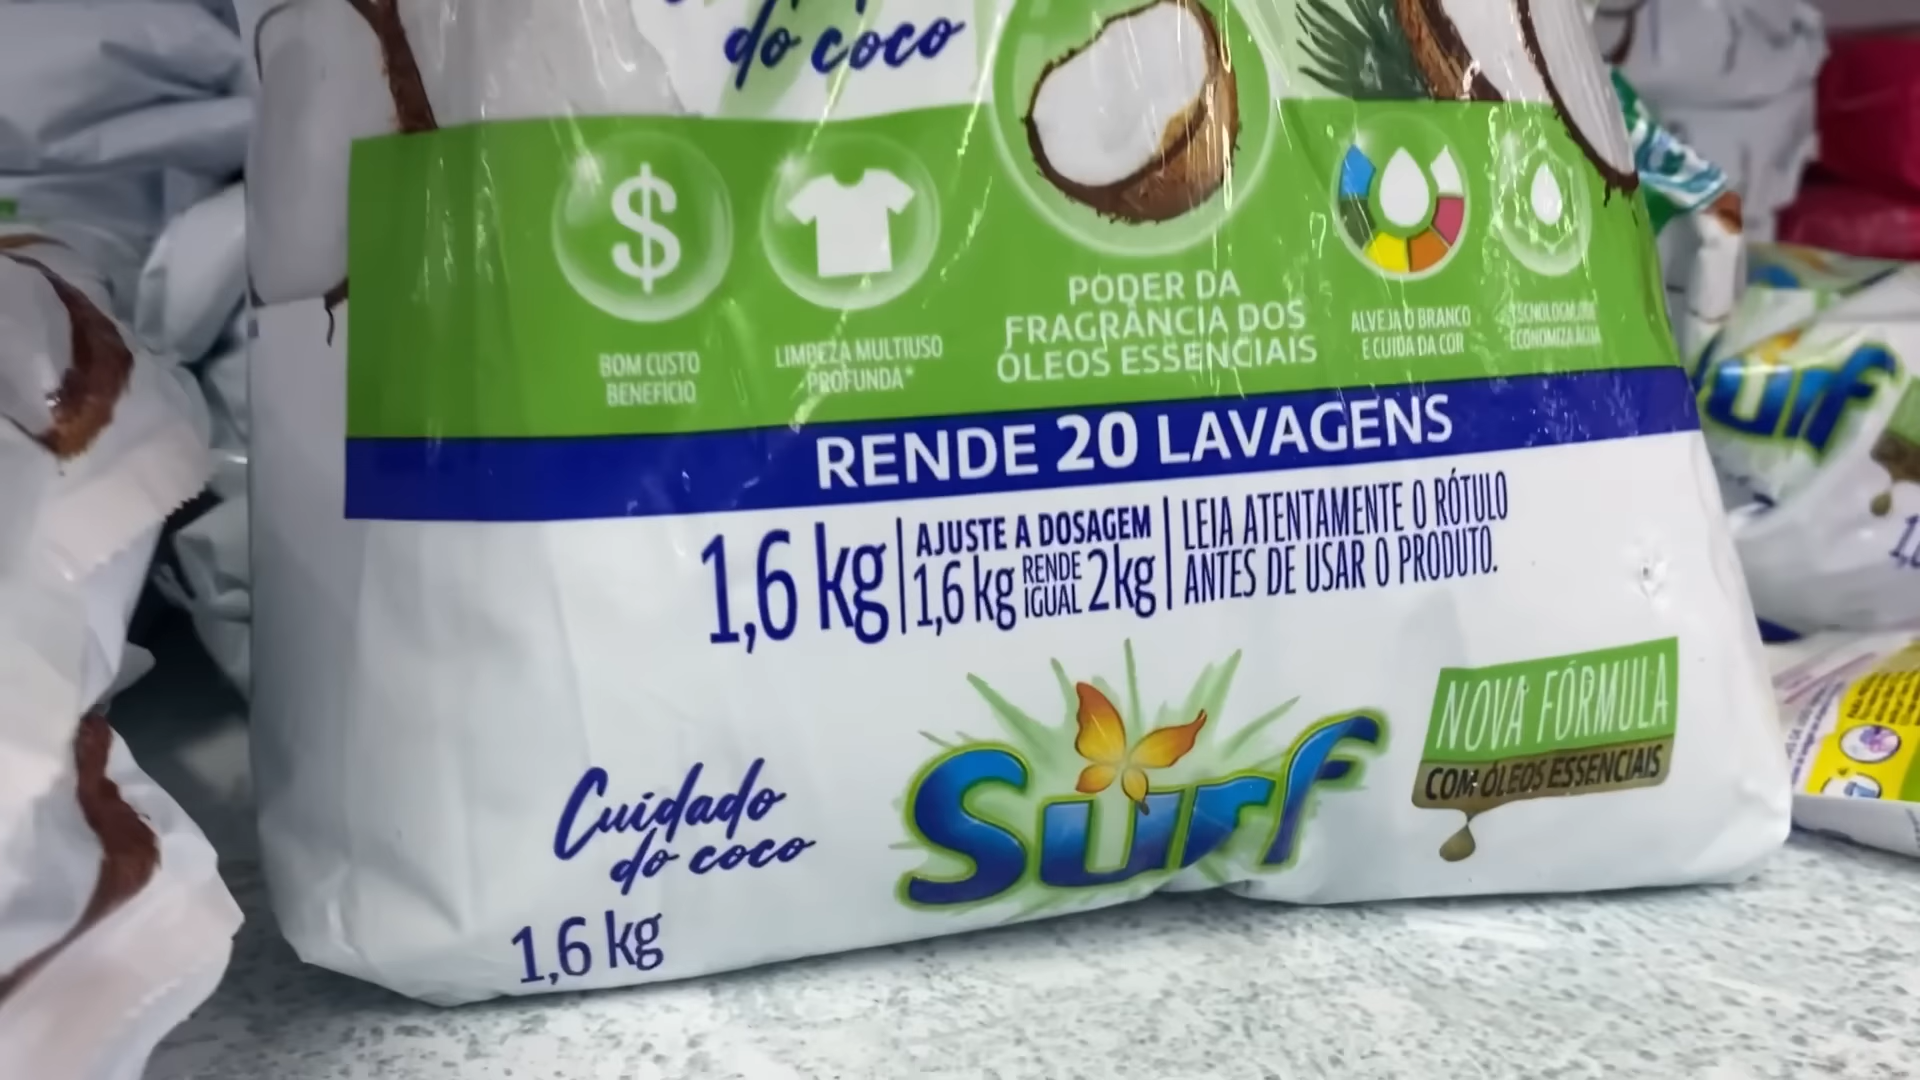 do coco
BOM CUSTO
BENEFÍCIO
LIMPEZA MULTIUSO
PROFUNDA*
PODER DA
FRAGRÂNCIA DOS
ÓLEOS ESSENCIAIS
ALVEJA O BRANCO
E CUIDA DA COR
ECONOMIZA ÁGUA
RENDE 20 LAVAGENS
1,6 kg
AJUSTE A DOSAGEM
1,6 kg RENDE IGUAL 2kg
LEIA ATENTAMENTE O RÓTULO
ANTES DE USAR O PRODUTO.
Cuidado
do coco
1,6 kg
Surf
NOVA FÓRMULA
COM ÓLEOS ESSENCIAIS
Surf